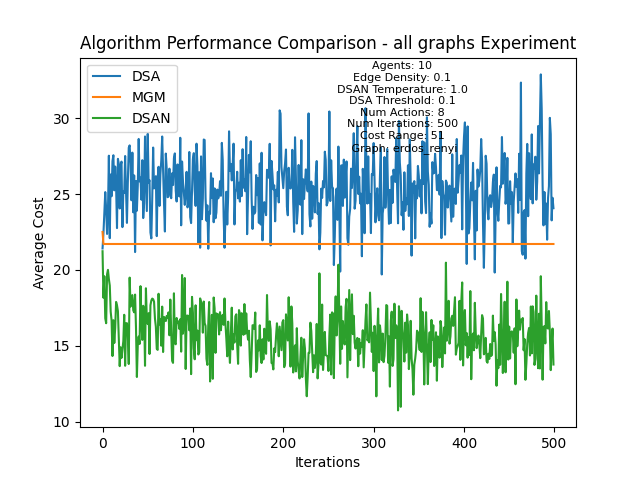 Algorithm Performance Comparison - all graphs Experiment
DSA
MGM
DSAN
Agents: 10
Edge Density: 0.1
DSAN Temperature: 1.0
DSA Threshold: 0.1
Num Actions: 8
Num Iterations: 500
Cost Range: 51
Graph: erdos_renyi
Average Cost
30
25
20
15
10
0
100
200
300
400
500
Iterations